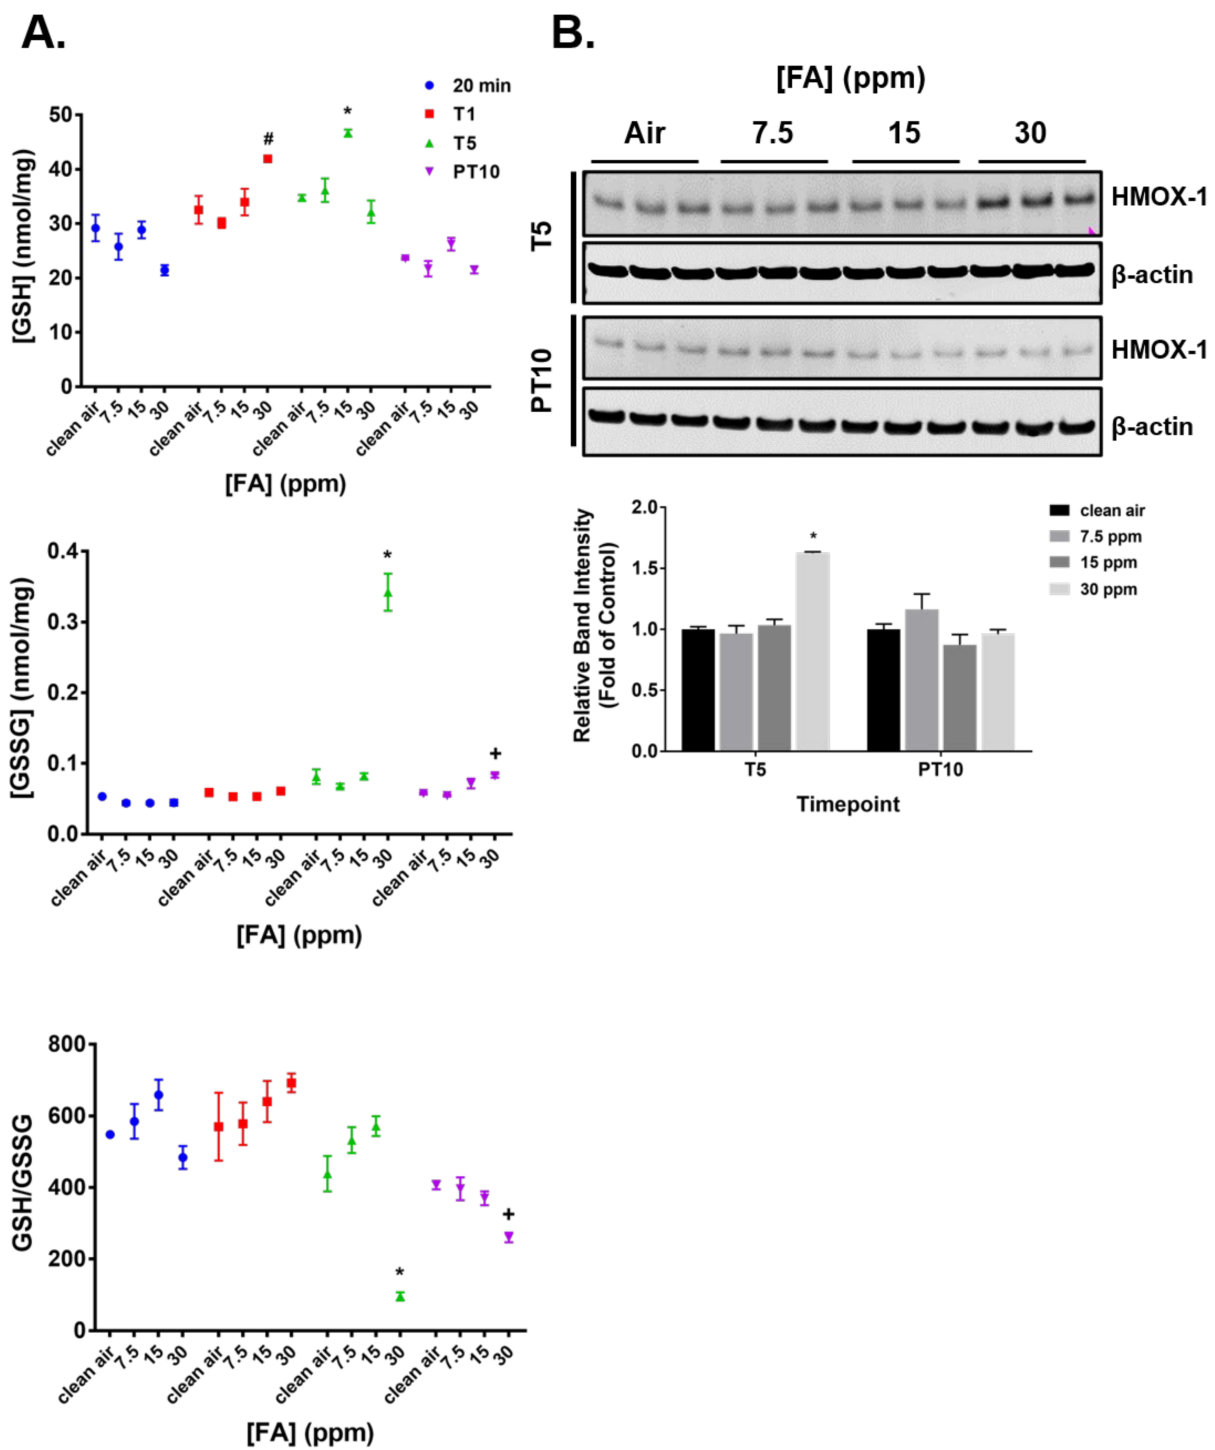 A.
20 min
T1
T5
PT10
50
40
30
20
10
0
#
*
[GSH] (nmol/mg)
clean air 7.5 15 30 clean air 7.5 15 30 clean air 7.5 15 30 clean air 7.5 15 30
[FA] (ppm)
0.4
0.3
0.2
0.1
0.0
*
+
[GSSG] (nmol/mg)
clean air 7.5 15 30 clean air 7.5 15 30 clean air 7.5 15 30 clean air 7.5 15 30
[FA] (ppm)
800
600
400
200
0
*
+
GSH/GSSG
clean air 7.5 15 30 clean air 7.5 15 30 clean air 7.5 15 30 clean air 7.5 15 30
[FA] (ppm)
B.
[FA] (ppm)
Air 7.5 15 30
T5
HMOX-1
β-actin
PT10
HMOX-1
β-actin
2.0
1.5
1.0
0.5
0.0
*
Relative Band Intensity
(Fold of Control)
clean air
7.5 ppm
15 ppm
30 ppm
T5 PT10
Timepoint